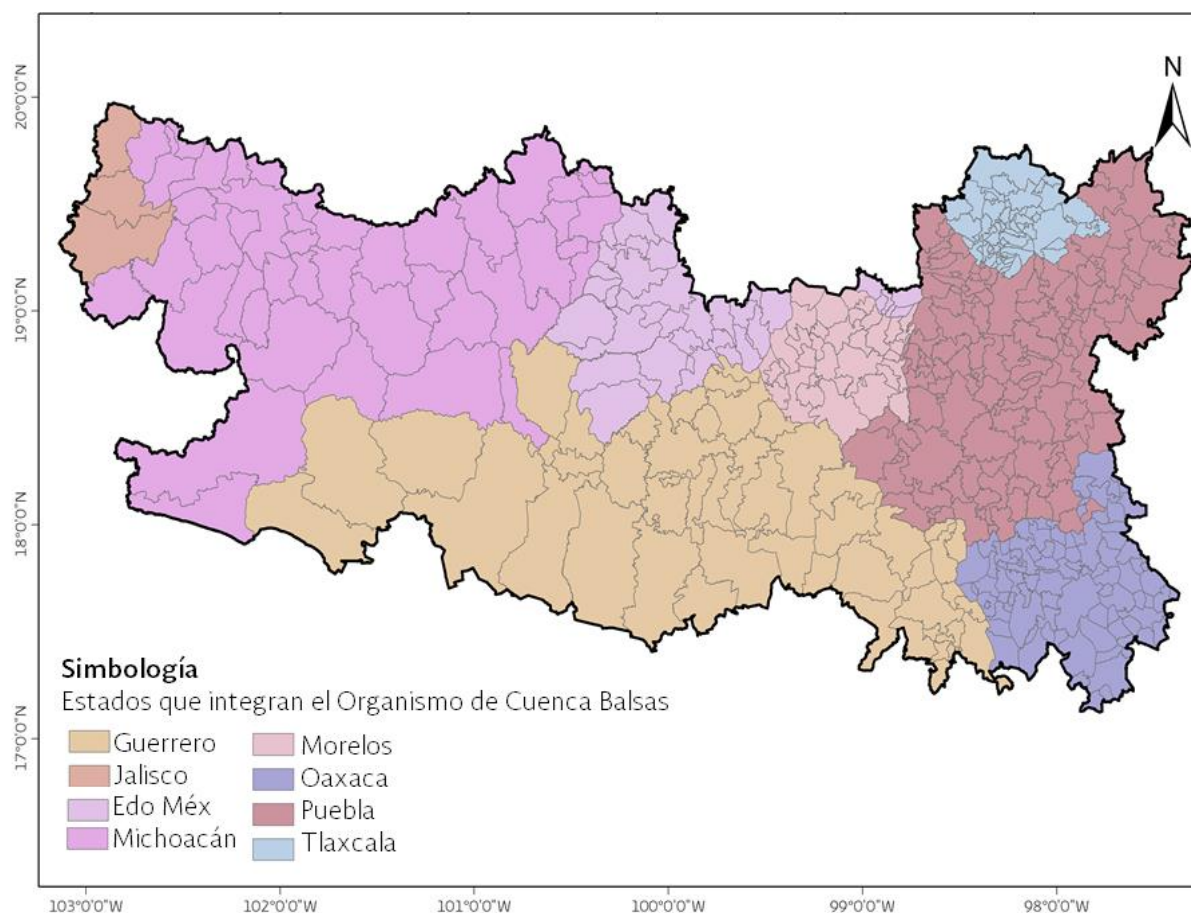 N
20°0'0"N
19°0'0"N
18°0'0"N
17°0'0"N
Simbología
Estados que integran el Organismo de Cuenca Balsas
Guerrero
Jalisco
Edo Méx
Michoacán
Morelos
Oaxaca
Puebla
Tlaxcala
103°0'0"W
102°0'0"W
101°0'0"W
100°0'0"W
99°0'0"W
98°0'0"W